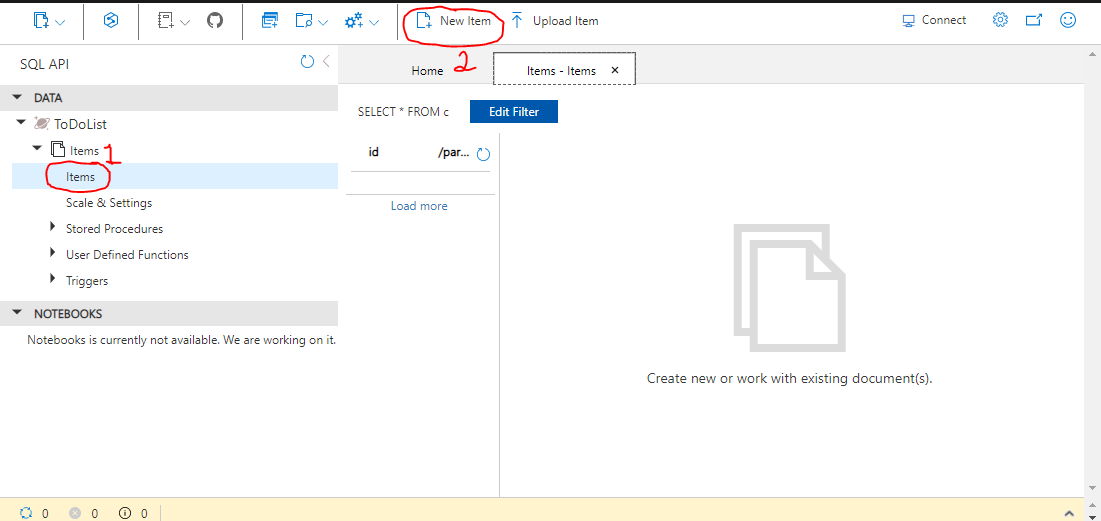 New Item
Upload Item
Connect
2
SQL API
Home
Items - Items
DATA
ToDoList
SELECT * FROM c
Edit Filter
Items
1
id
/par...
Items
Scale & Settings
Load more
Stored Procedures
User Defined Functions
Triggers
NOTEBOOKS
Notebooks is currently not available. We are working on it.
Create new or work with existing document(s).
0
0
0